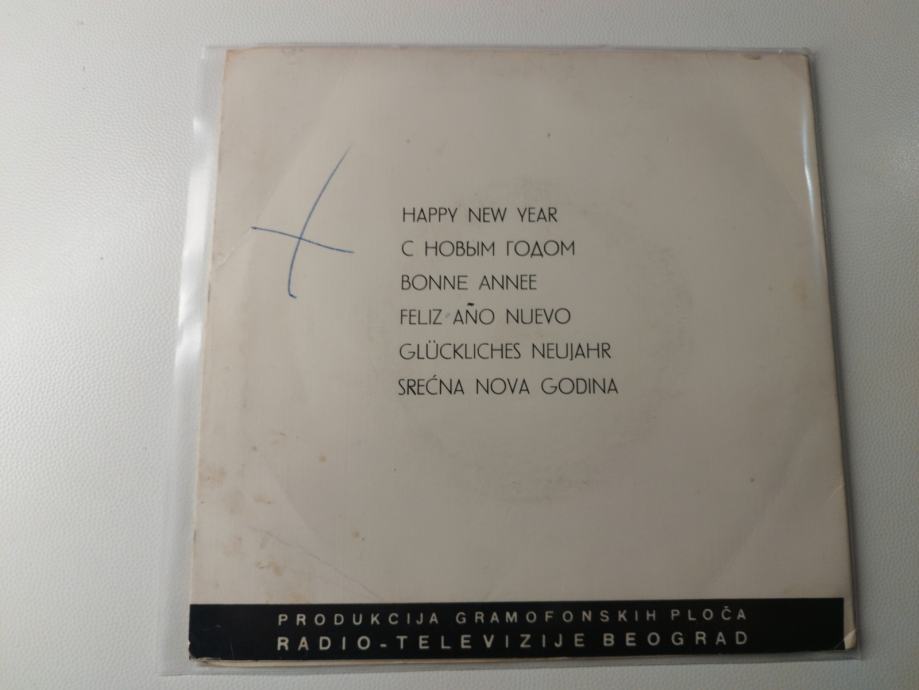 HAPPY NEW YEAR
С НОВЫМ ГОДОМ
BONNE ANNEE
FELIZ AÑO NUEVO
GLÜCKLICHES NEUJAHR
SREĆNA NOVA GODINA
PRODUKCIJA GRAMOFONSKIH PLOČA
RADIO-TELEVIZIJE BEOGRAD